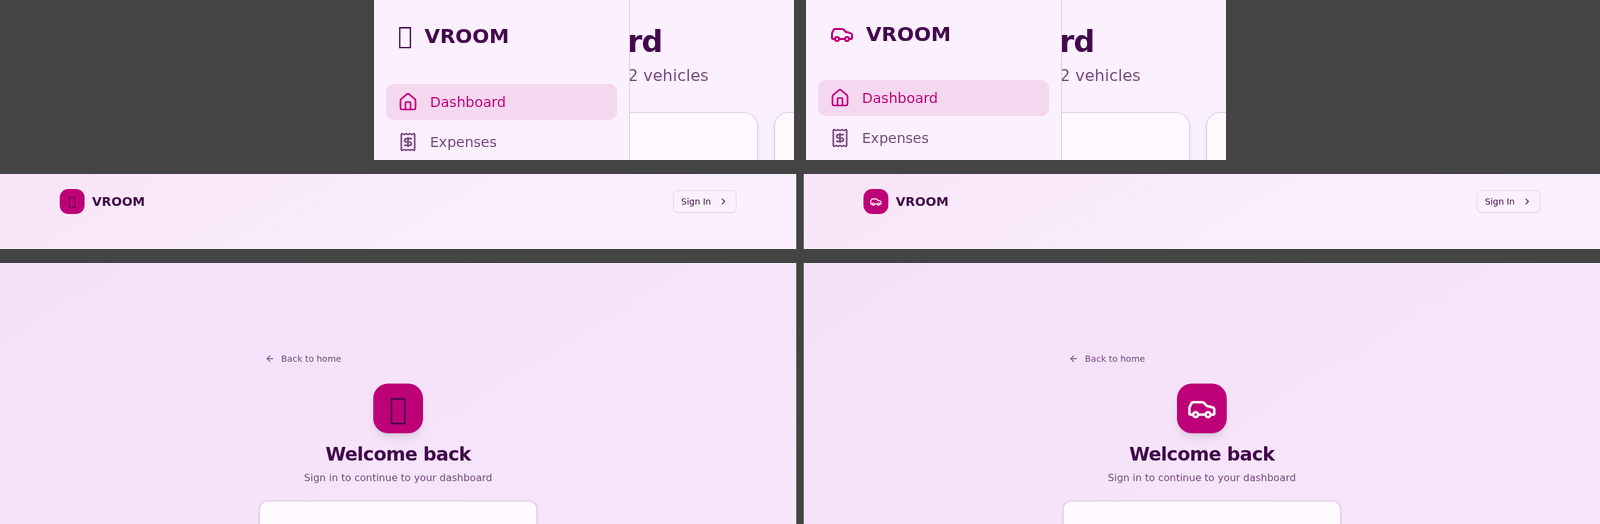 VROOM
rd
2 vehicles
Dashboard
Expenses
VROOM
rd
2 vehicles
Dashboard
Expenses
VROOM
Sign In
VROOM
Sign In
Back to home
Welcome back
Sign in to continue to your dashboard
Back to home
Welcome back
Sign in to continue to your dashboard